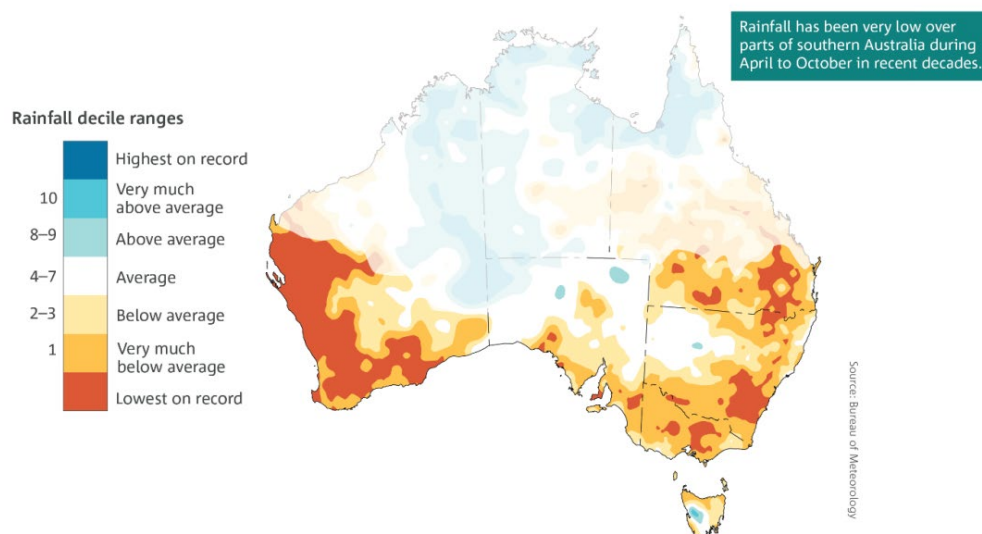 Rainfall has been very low over
parts of southern Australia during
April to October in recent decades.
Rainfall decile ranges
Highest on record
10 Very much
above average
8–9 Above average
4–7 Average
2–3 Below average
1 Very much
below average
Lowest on record
Source: Bureau of Meteorology